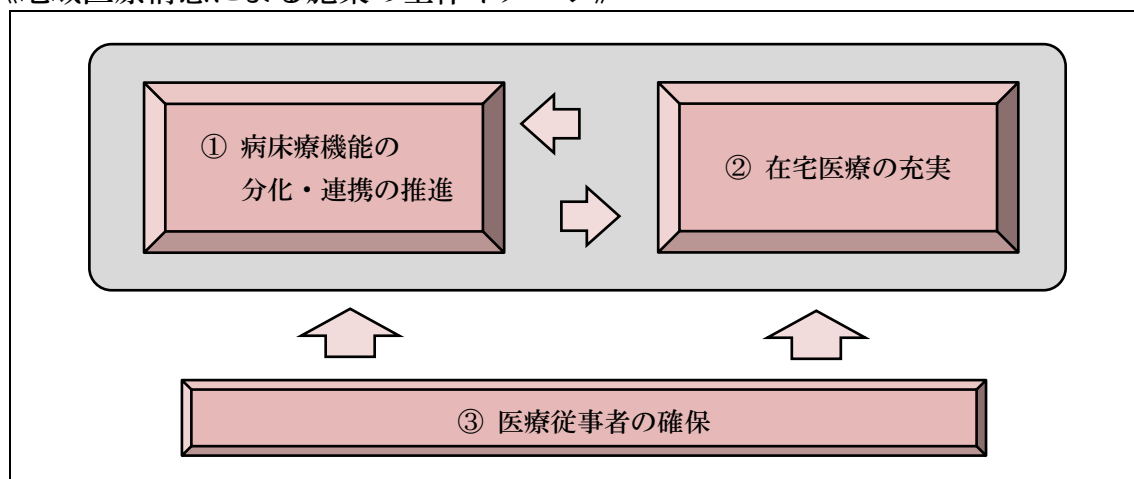 ① 病床療機能の
分化・連携の推進
② 在宅医療の充実
③ 医療従事者の確保